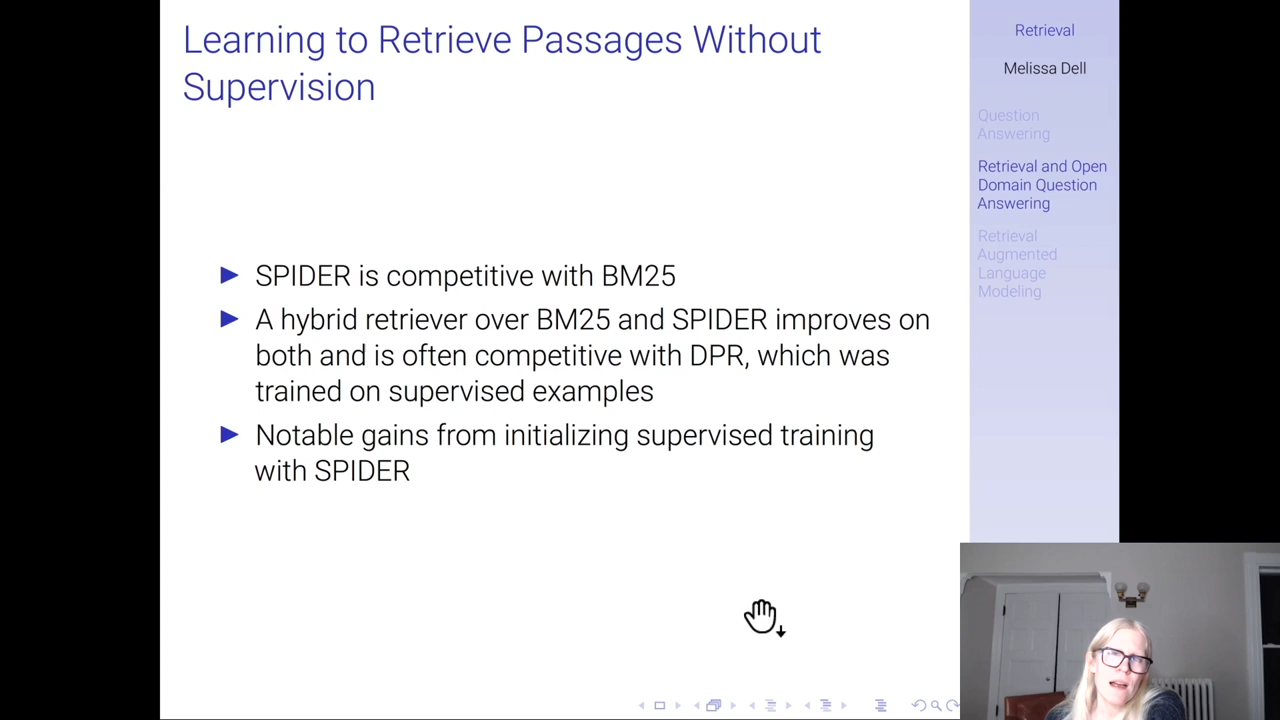 Learning to Retrieve Passages Without
Supervision
SPIDER is competitive with BM25
A hybrid retriever over BM25 and SPIDER improves on
both and is often competitive with DPR, which was
trained on supervised examples
Notable gains from initializing supervised training
with SPIDER
Retrieval
Melissa Dell
Question
Answering
Retrieval and Open
Domain Question
Answering
Retrieval
Augmented
Language
Modeling